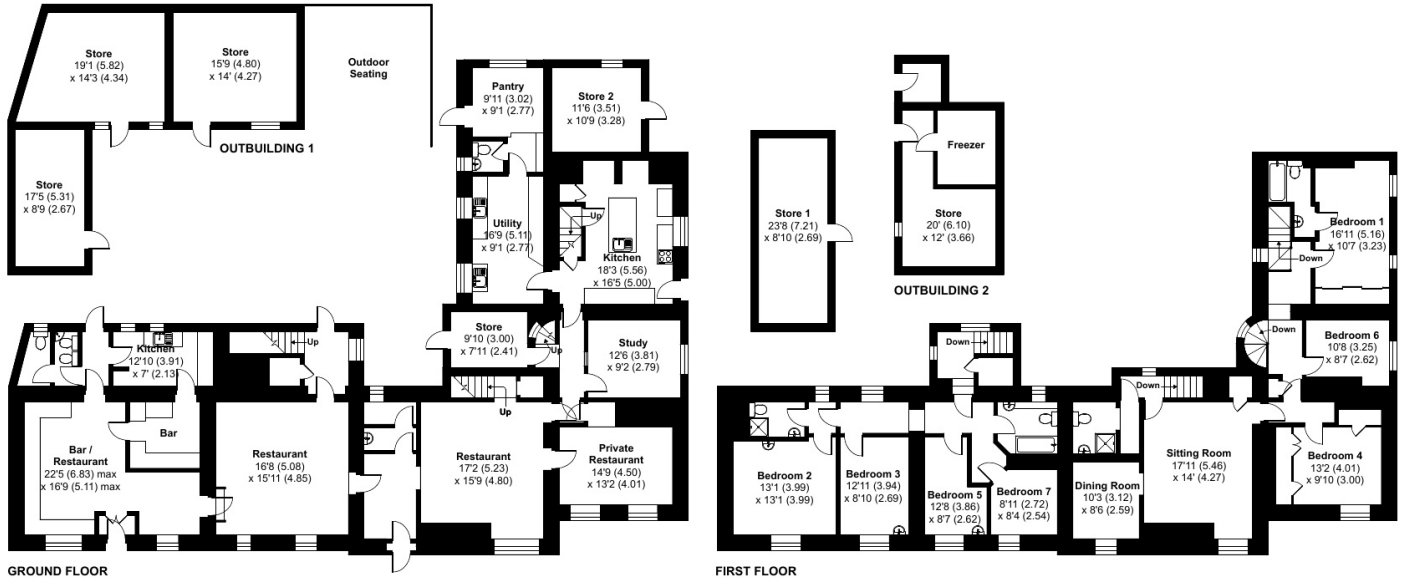 Store
19'1 (5.82)
x 14'3 (4.34)
Store
15'9 (4.80)
x 14' (4.27)
Outdoor
Seating
OUTBUILDING 1
Store
17'5 (5.31)
x 8'9 (2.67)
Pantry
9'11 (3.02)
x 9'1 (2.77)
Store 2
11'6 (3.51)
x 10'9 (3.28)
Utility
16'9 (5.11)
x 9'1 (2.77)
Up
Kitchen
18'3 (5.56)
x 16'5 (5.00)
Store
9'10 (3.00)
x 7'11 (2.41)
Up
Study
12'6 (3.81)
x 9'2 (2.79)
Kitchen
12'10 (3.91)
x 7' (2.13)
Up
Up
Bar
Bar /
Restaurant
22'5 (6.83) max
x 16'9 (5.11) max
Restaurant
16'8 (5.08)
x 15'11 (4.85)
Restaurant
17'2 (5.23)
x 15'9 (4.80)
Private
Restaurant
14'9 (4.50)
x 13'2 (4.01)
GROUND FLOOR
Store 1
23'8 (7.21)
x 8'10 (2.69)
Freezer
Store
20' (6.10)
x 12' (3.66)
OUTBUILDING 2
Bedroom 1
16'11 (5.16)
x 10'7 (3.23)
Down
Down
Bedroom 6
10'8 (3.25)
x 8'7 (2.62)
Down
Down
Bedroom 2
13'1 (3.99)
x 13'1 (3.99)
Bedroom 3
12'11 (3.94)
x 8'10 (2.69)
Bedroom 5
12'8 (3.86)
x 8'7 (2.62)
Bedroom 7
8'11 (2.72)
x 8'4 (2.54)
Dining Room
10'3 (3.12)
x 8'6 (2.59)
Sitting Room
17'11 (5.46)
x 14' (4.27)
Bedroom 4
13'2 (4.01)
x 9'10 (3.00)
FIRST FLOOR